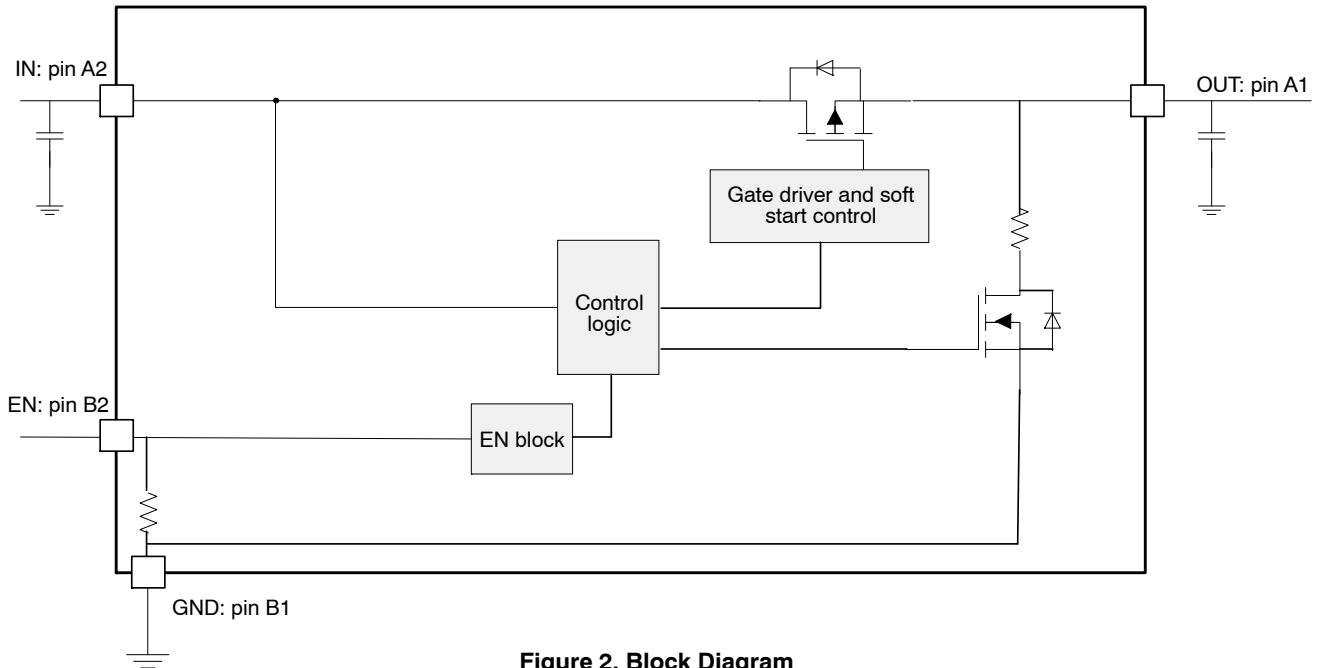 IN: pin A2
OUT: pin A1
Gate driver and soft
start control
Control
logic
EN: pin B2
EN block
GND: pin B1
Figure 2. Block Diagram